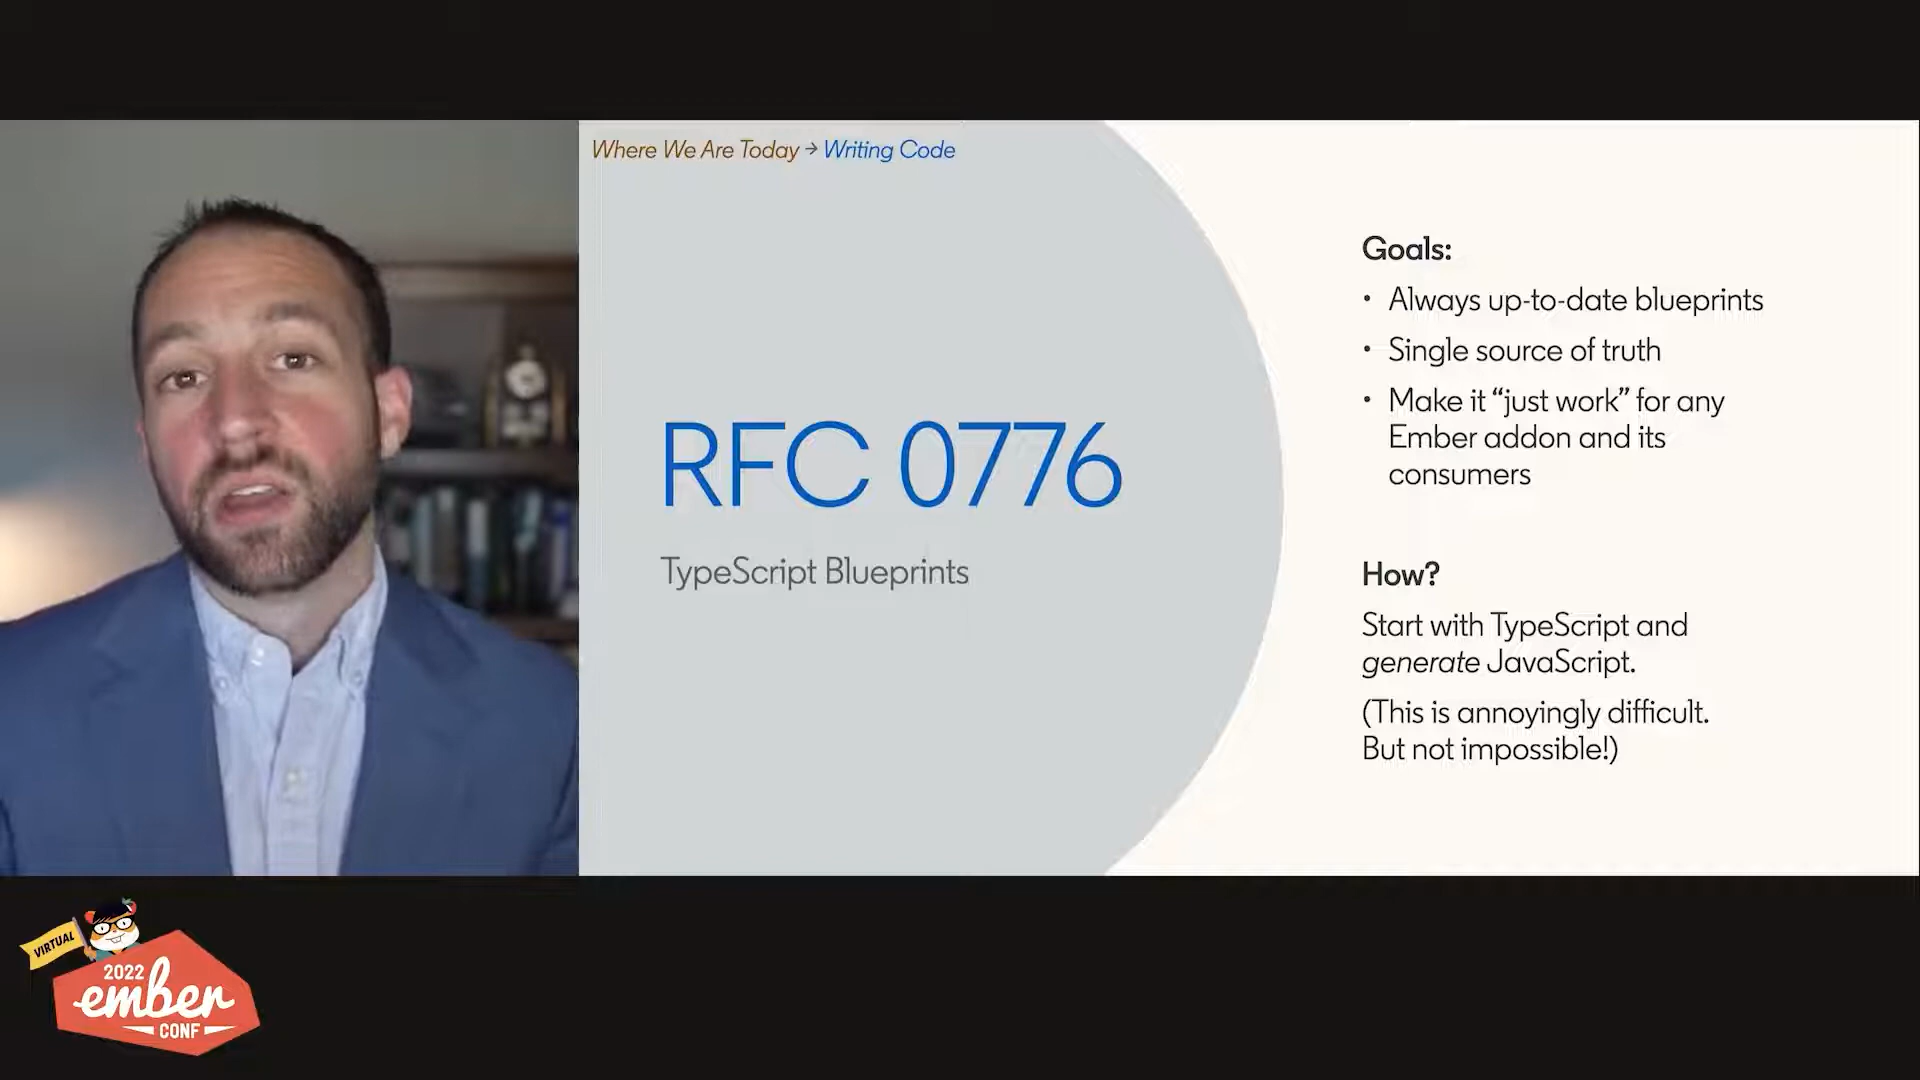 Where We Are Today → Writing Code
RFC 0776
TypeScript Blueprints
Goals:
• Always up-to-date blueprints
• Single source of truth
• Make it “just work” for any
Ember addon and its
consumers
How?
Start with TypeScript and
generate JavaScript.
(This is annoyingly difficult.
But not impossible!)
VIRTUAL
2022
ember
CONF